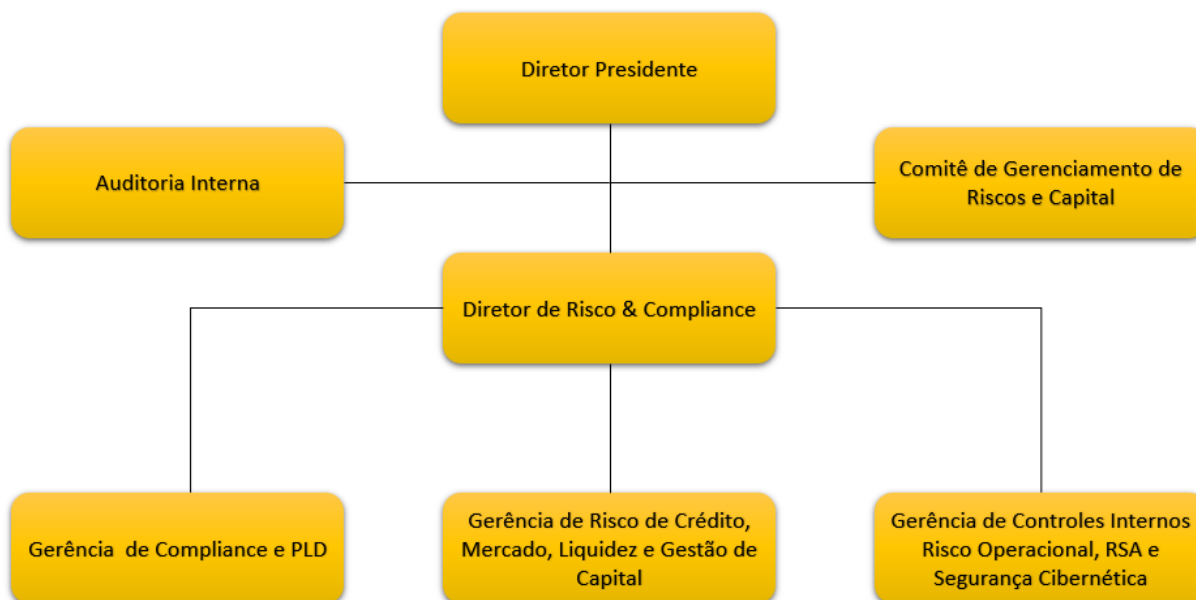 Diretor Presidente
Auditoria Interna
Comitê de Gerenciamento de
Riscos e Capital
Diretor de Risco & Compliance
Gerência de Compliance e PLD
Gerência de Risco de Crédito,
Mercado, Liquidez e Gestão de
Capital
Gerência de Controles Internos
Risco Operacional, RSA e
Segurança Cibernética